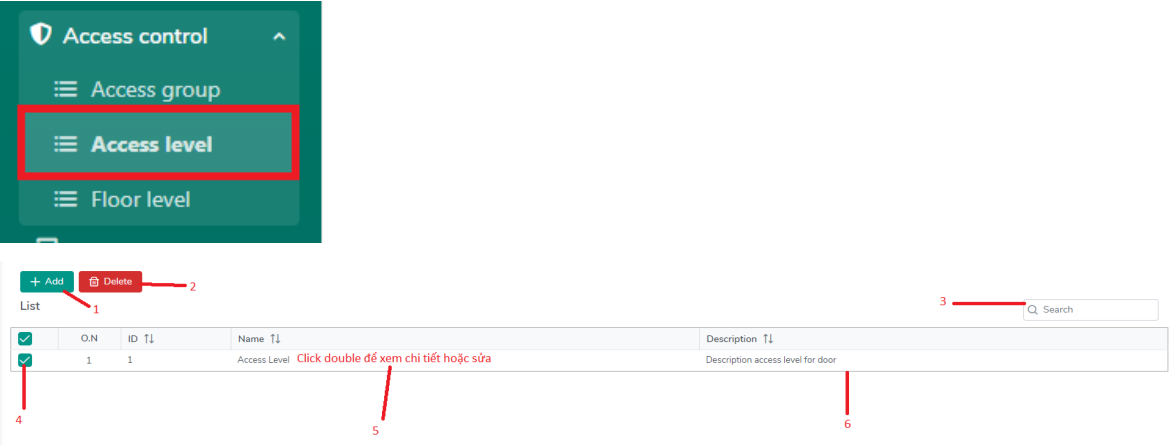 Access control
Access group
Access level
Floor level
+ Add
Delete
2
1
List
3
Search
O.N
ID
Name
Description
1
1
Access Level
Click double để xem chi tiết hoặc sửa
Description access level for door
4
5
6